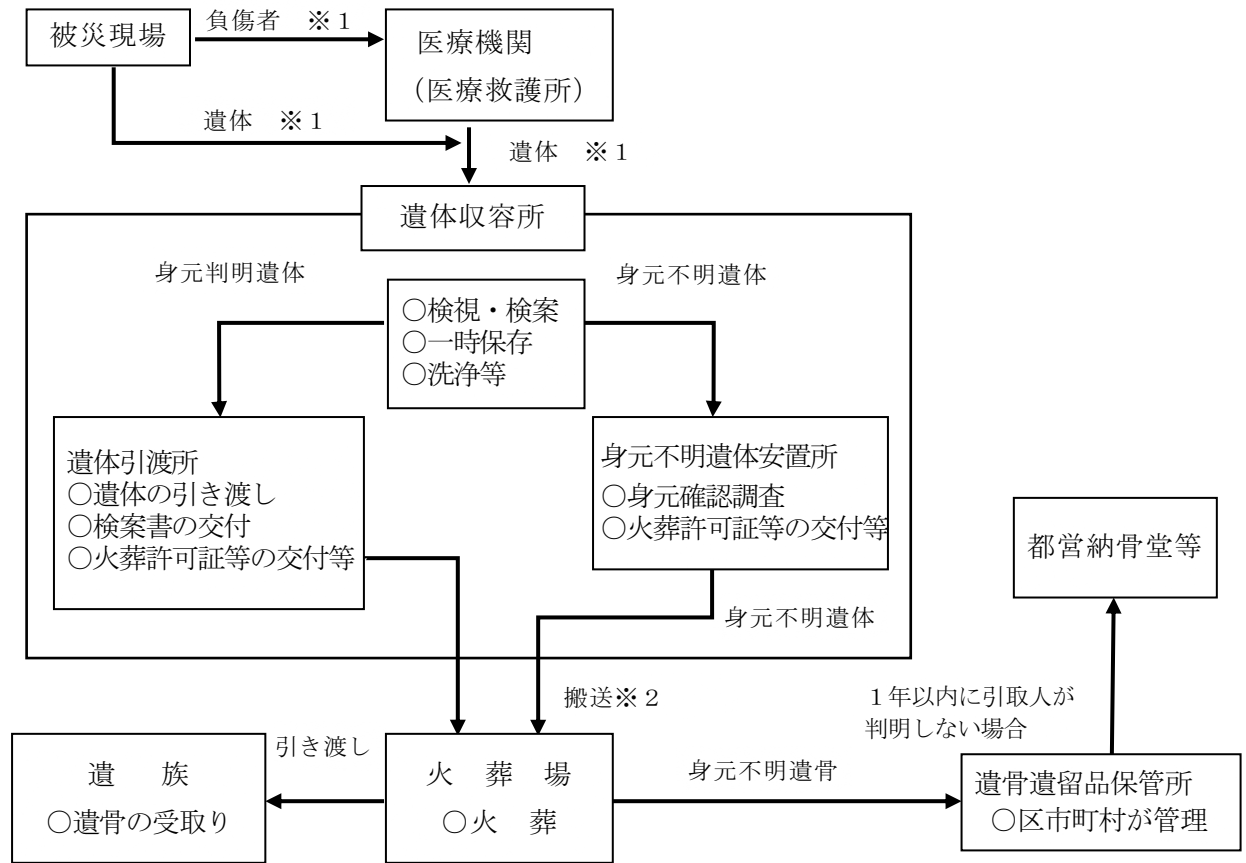 被災現場
負傷者　※１
医療機関
（医療救護所）
遺体　※１
遺体　※１
遺体収容所
身元判明遺体
身元不明遺体
○検視・検案
○一時保存
○洗浄等
遺体引渡所
○遺体の引き渡し
○検案書の交付
○火葬許可証等の交付等
身元不明遺体安置所
○身元確認調査
○火葬許可証等の交付等
都営納骨堂等
身元不明遺体
搬送※２
１年以内に引取人が
判明しない場合
遺　族
○遺骨の受取り
引き渡し
火　葬　場
○火　葬
身元不明遺骨
遺骨遺留品保管所
○区市町村が管理